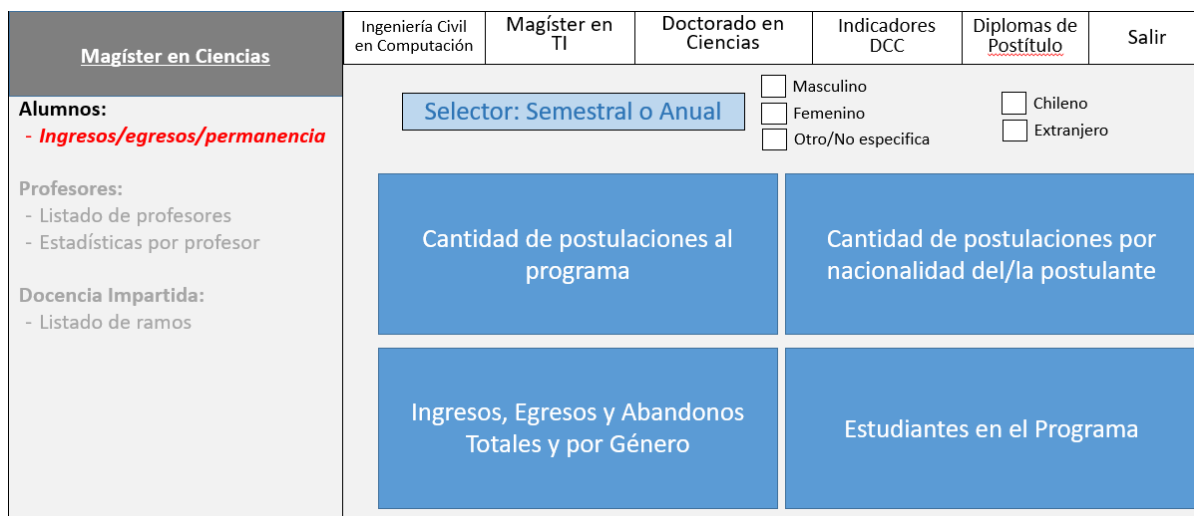 Magíster en Ciencias
Ingeniería Civil
en Computación
Magíster en
TI
Doctorado en
Ciencias
Indicadores
DCC
Diplomas de
Postítulo
Salir
Alumnos:
- Ingresos/egresos/permanencia
Profesores:
- Listado de profesores
- Estadísticas por profesor
Docencia Impartida:
- Listado de ramos
Selector: Semestral o Anual
Masculino
Femenino
Otro/No especifica
Chileno
Extranjero
Cantidad de postulaciones al
programa
Cantidad de postulaciones por
nacionalidad del/la postulante
Ingresos, Egresos y Abandonos
Totales y por Género
Estudiantes en el Programa